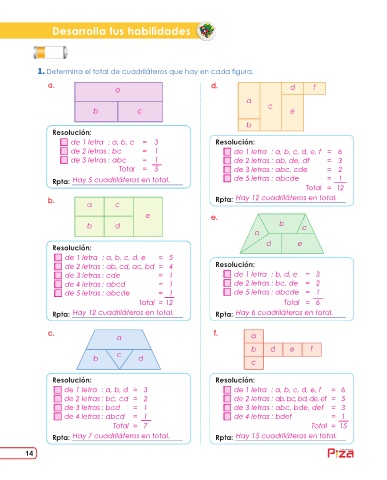 Desarrolla tus habilidades
1. Determina el total de cuadriláteros que hay en cada figura.
a.
a
b c
Resolución:
de 1 letra : a, b, c = 3
de 2 letras : bc = 1
de 3 letras : abc = 1
Total = 5
Rpta: Hay 5 cuadriláteros en total.
b.
a c
e
b d
Resolución:
de 1 letra : a, b, c, d, e = 5
de 2 letras : ab, cd, ac, bd = 4
de 3 letras : cde = 1
de 4 letras : abcd = 1
de 5 letras : abcde = 1
Total = 12
Rpta: Hay 12 cuadriláteros en total.
c.
a
b c d
Resolución:
de 1 letra : a, b, d = 3
de 2 letras : bc, cd = 2
de 3 letras : bcd = 1
de 4 letras : abcd = 1
Total = 7
Rpta: Hay 7 cuadriláteros en total.
d.
d f
a
c
e
b
Resolución:
de 1 letra : a, b, c, d, e, f = 6
de 2 letras : ab, de, df = 3
de 3 letras : abc, cde = 2
de 5 letras : abcde = 1
Total = 12
Rpta: Hay 12 cuadriláteros en total.
e.
b
c
a
d e
Resolución:
de 1 letra : b, d, e = 3
de 2 letras : bc, de = 2
de 5 letras : abcde = 1
Total = 6
Rpta: Hay 6 cuadriláteros en total.
f.
a
b d e f
c
Resolución:
de 1 letra : a, b, c, d, e, f = 6
de 2 letras : ab, bc, bd, de, ef = 5
de 3 letras : abc, bde, def = 3
de 4 letras : bdef = 1
Total = 15
Rpta: Hay 15 cuadriláteros en total.
14